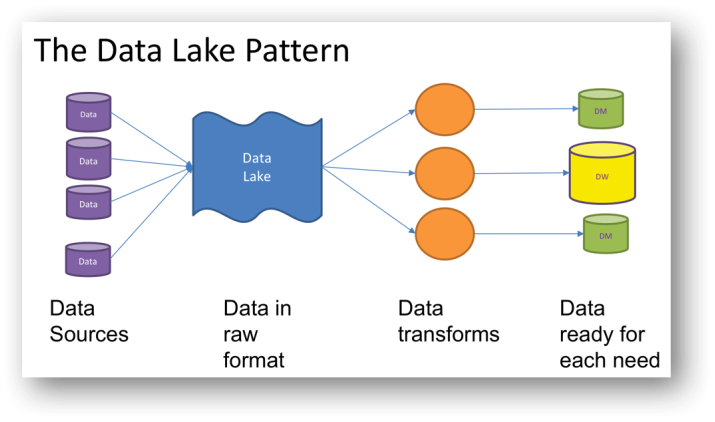 The Data Lake Pattern
Data
Data
Data
Data
Data
Lake
DM
DW
DM
Data
Sources
Data in
raw
format
Data
transforms
Data
ready for
each need